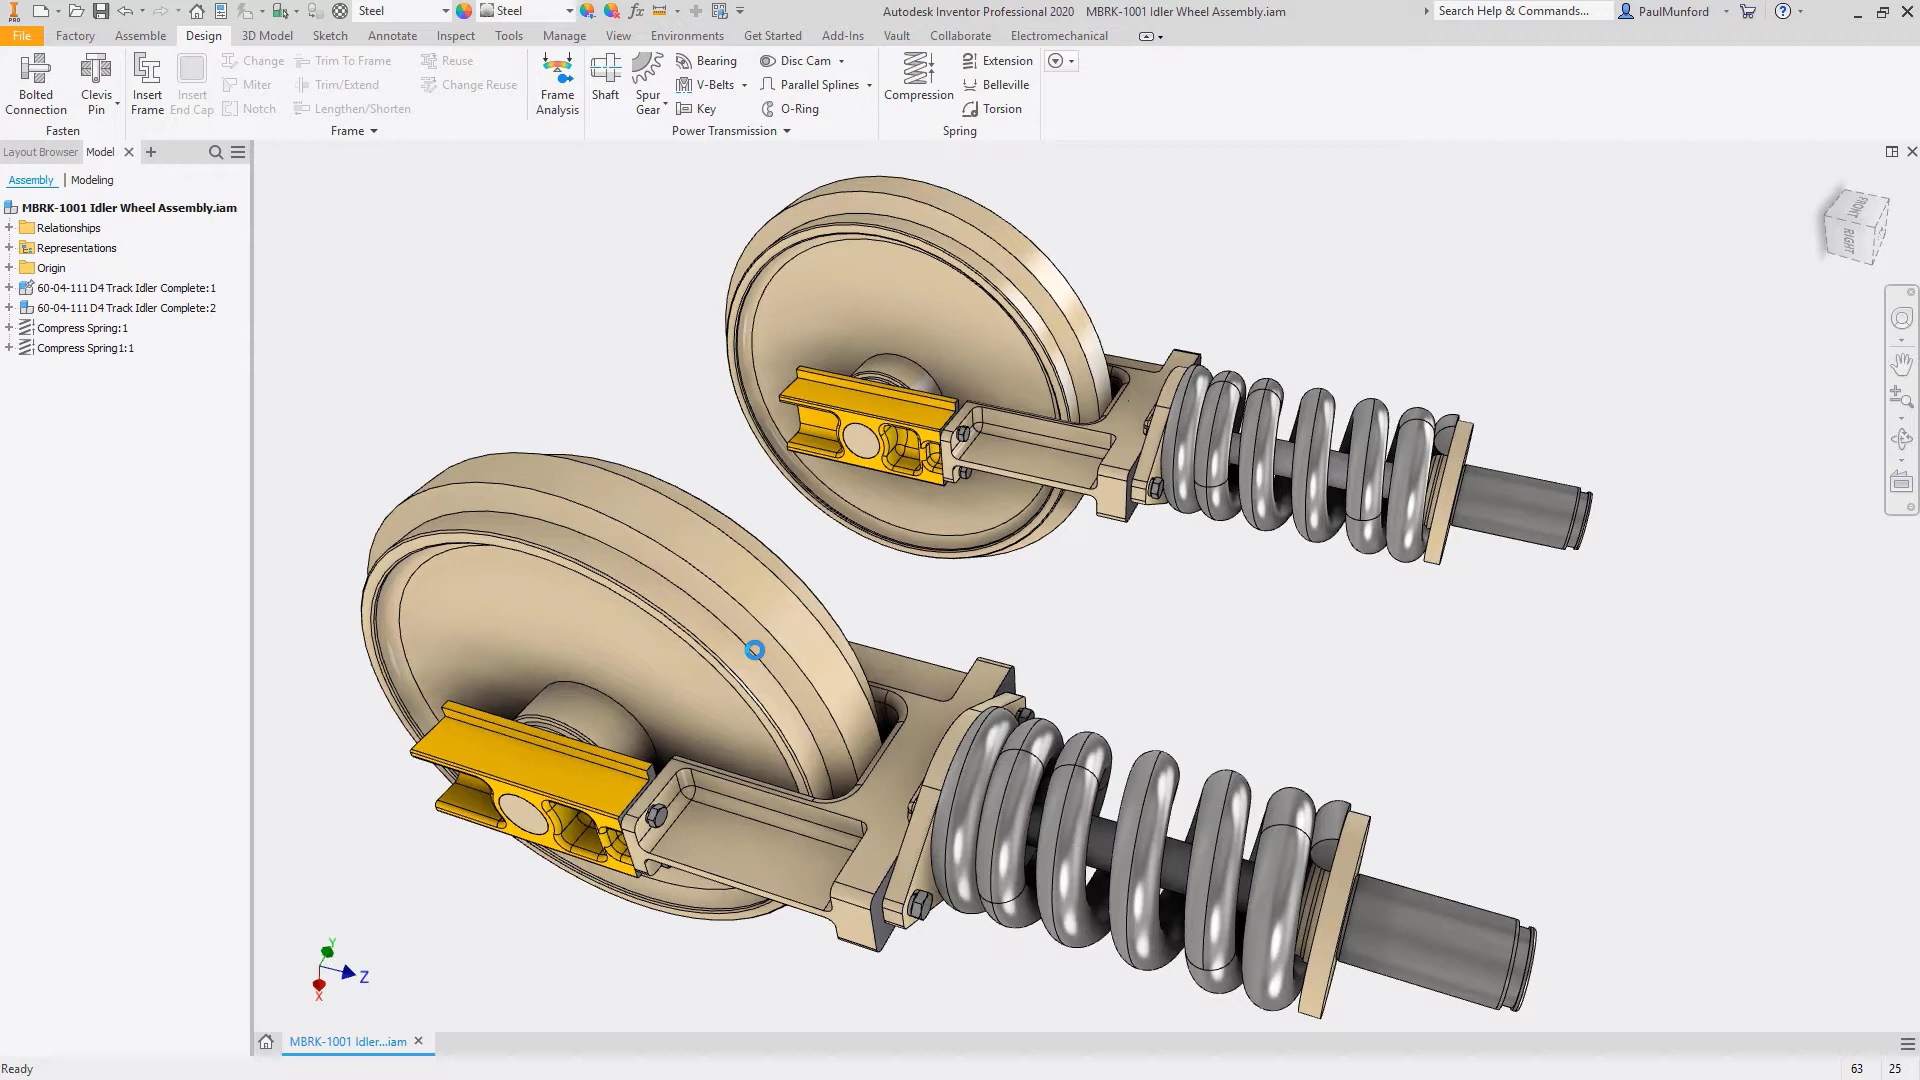 PRO
Steel
Steel
fx
Autodesk Inventor Professional 2020 MBRK-1001 Idler Wheel Assembly.iam
Search Help & Commands...
PaulMunford
File Factory Assemble Design 3D Model Sketch Annotate Inspect Tools Manage View Environments Get Started Add-Ins Vault Collaborate Electromechanical
Bolted Connection
Clevis Pin
Fasten
Insert Frame
Insert End Cap
Change
Miter
Notch
Trim To Frame
Trim/Extend
Lengthen/Shorten
Reuse
Change Reuse
Frame
Frame Analysis
Shaft
Spur Gear
Bearing
V-Belts
Key
Disc Cam
Parallel Splines
O-Ring
Power Transmission
Compression
Extension
Belleville
Torsion
Spring
Layout Browser Model
Assembly Modeling
MBRK-1001 Idler Wheel Assembly.iam
Relationships
Representations
Origin
60-04-111 D4 Track Idler Complete:1
60-04-111 D4 Track Idler Complete:2
Compress Spring:1
Compress Spring1:1
FRONT
RIGHT
Y
Z
X
MBRK-1001 Idler...iam
Ready
63 25